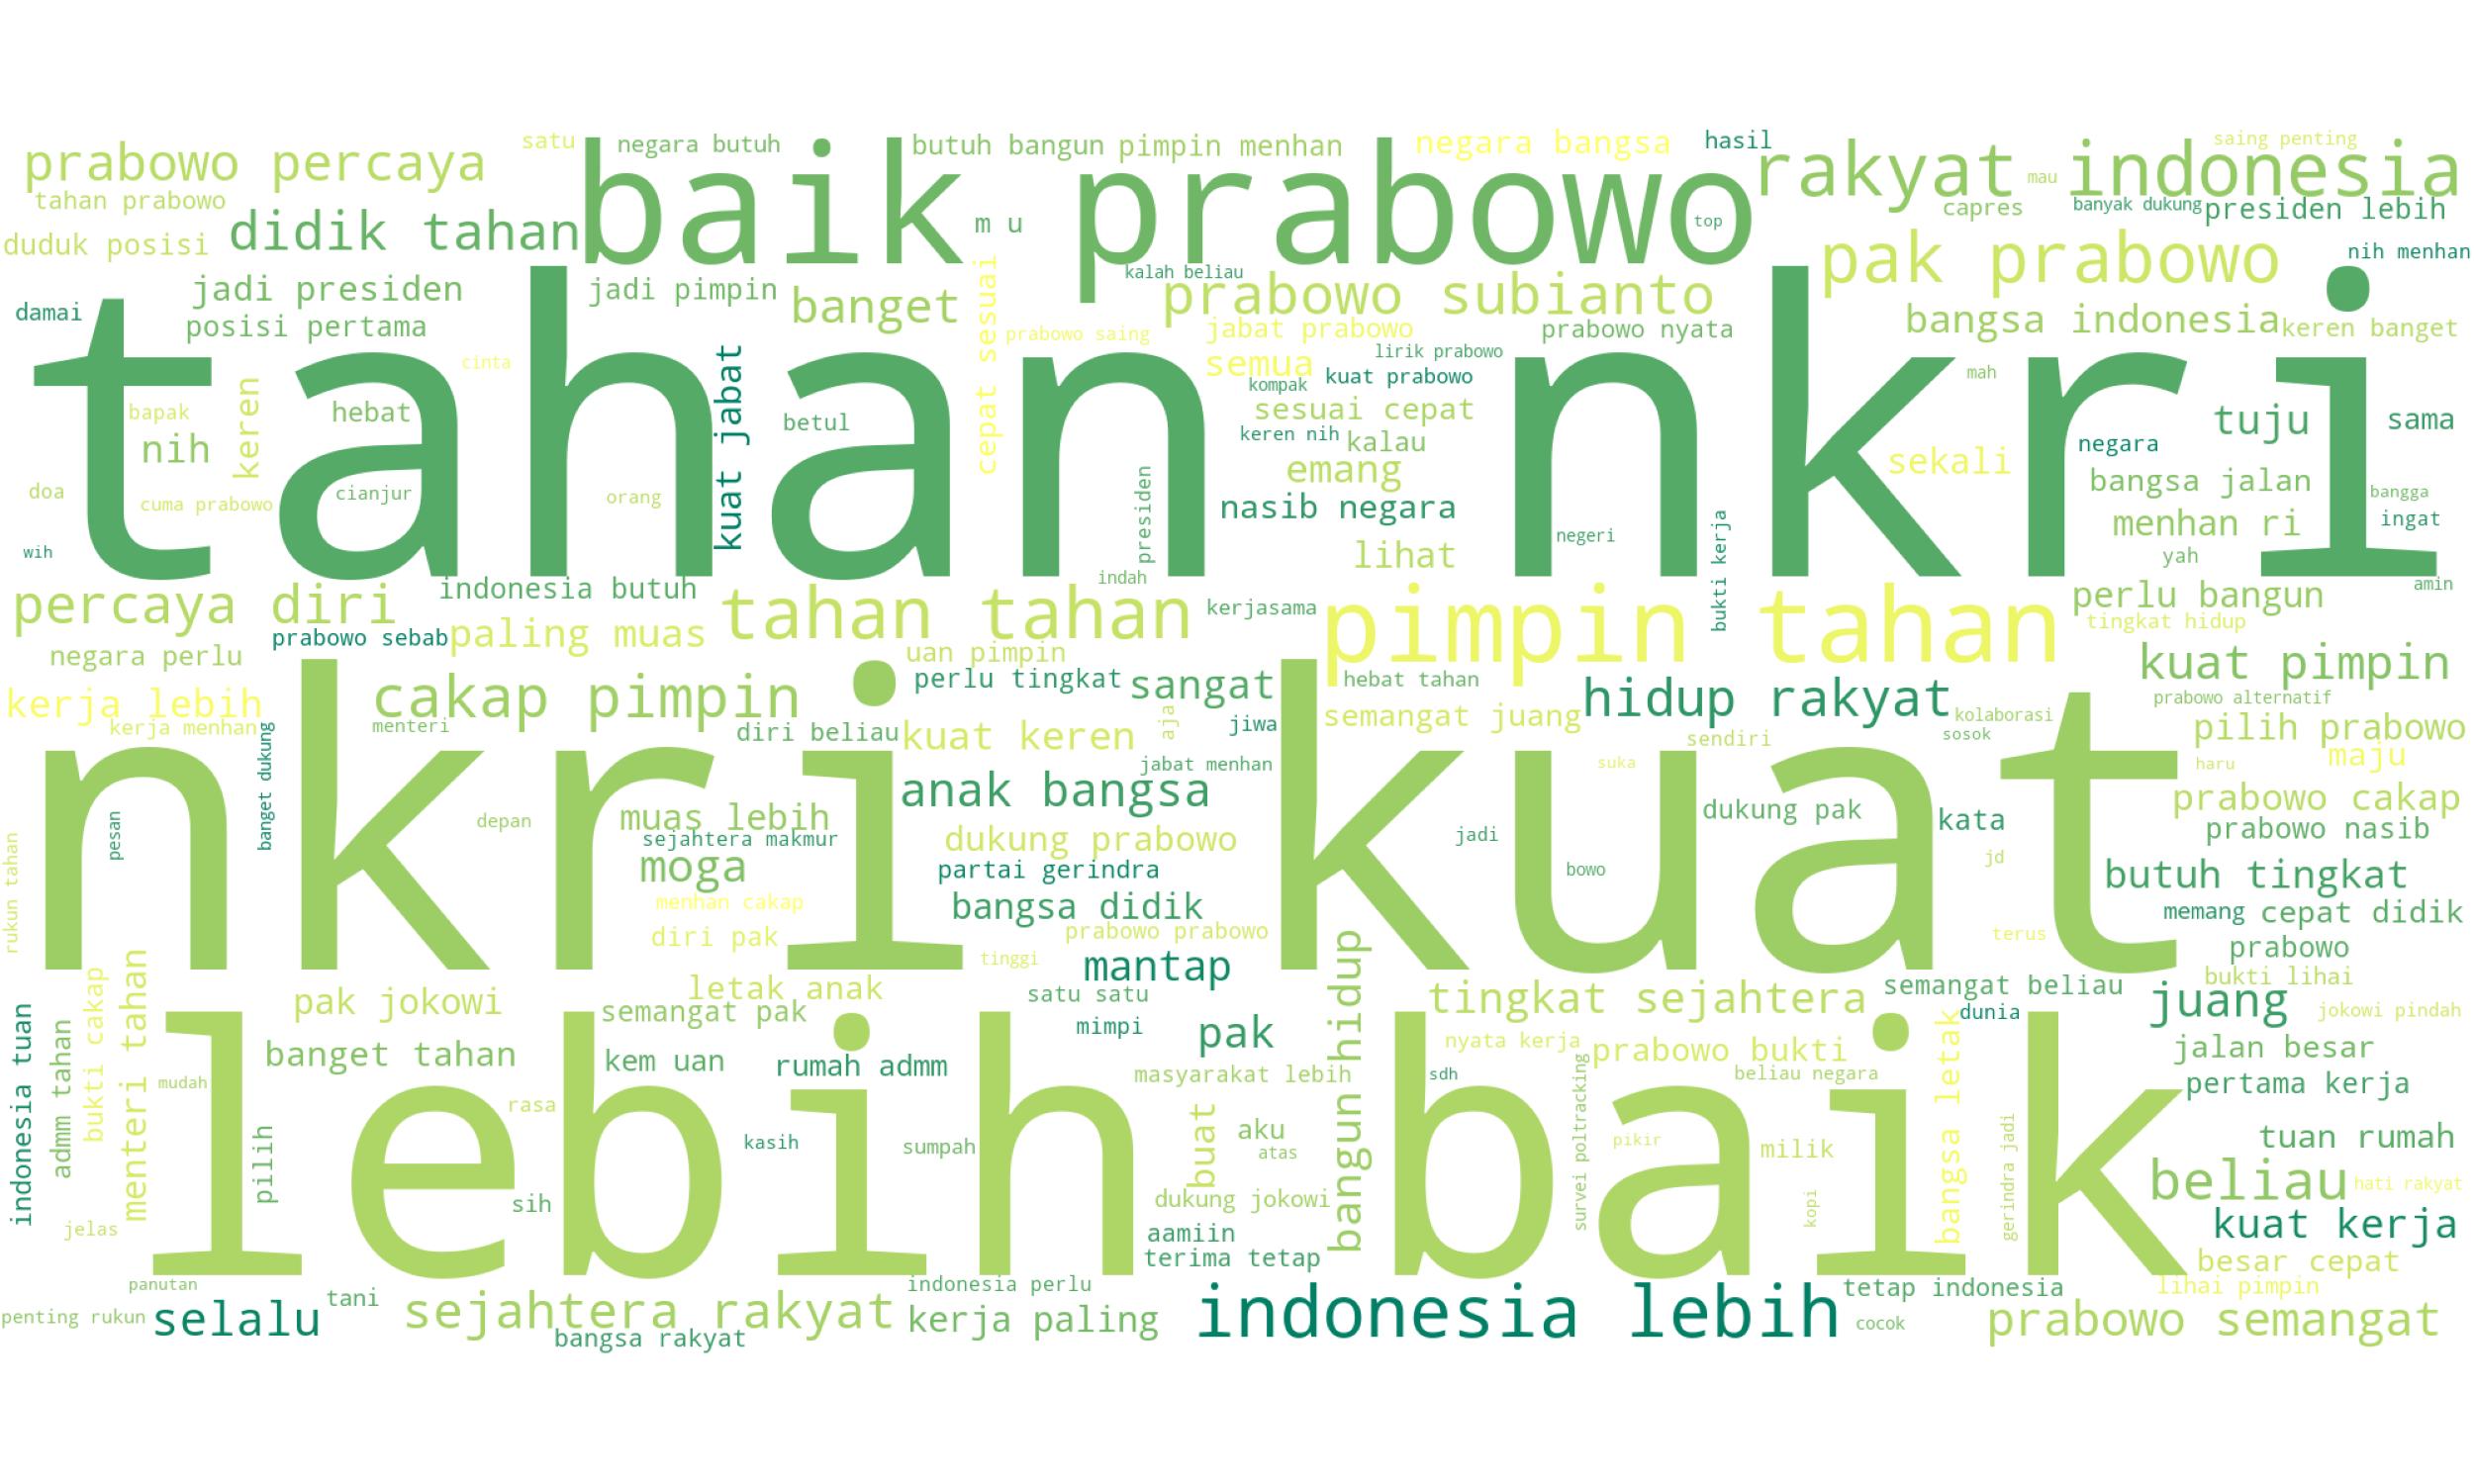 satu
negara butuh
butuh bangun
pimpin menhan
negara bangsa
hasil
saing penting
prabowo percaya
baik prabowo
rakyat indonesia
mau
tahan prabowo
capres
banyak dukung
presiden lebih
didik tahan
m u
top
duduk posisi
pak prabowo
nih menhan
kalah beliau
jadi presiden
jadi pimpin
banget
prabowo subianto
damai
posisi pertama
cepat sesuai
prabowo saing
jabat prabowo
prabowo nyata
bangsa indonesia
keren banget
tahan nkri
cinta
kuat jabat
semua
lirik prabowo
kompak
kuat prabowo
mah
bapak
keren
hebat
betul
sesuai cepat
tuju
sama
nih
keren nih
kalau
negara
emang
sekali
doa
cuma prabowo
cianjur
orang
presiden
nasib negara
bangsa jalan
bangga
menhan ri
ingat
wih
negeri
bukti kerja
lihat
yah
indah
amin
percaya diri
indonesia butuh
tahan tahan
kerjasama
pimpin tahan
perlu bangun
prabowo sebab
paling muas
tingkat hidup
negara perlu
uan pimpin
kuat pimpin
nkri kuat
cakap pimpin
perlu tingkat
sangat
hebat tahan
hidup rakyat
prabowo alternatif
kerja lebih
kerja menhan
banget dukung
menteri
diri beliau
kuat keren
aja
jiwa
semangat juang
sendiri
kolaborasi
sosok
pilih prabowo
maju
jabat menhan
suka
haru
anak bangsa
prabowo cakap
pesan
depan
muas lebih
sejahtera makmur
dukung prabowo
jadi
dukung pak
kata
prabowo nasib
rukun tahan
moga
partai gerindra
bowo
jd
butuh tingkat
menhan cakap
bangsa didik
memang
cepat didik
diri pak
prabowo prabowo
terus
prabowo
tinggi
mantap
bukti lihai
menteri tahan
bukti cakap
pak jokowi
letak anak
satu satu
bangun hidup
tingkat sejahtera
semangat beliau
juang
indonesia tuan
admm tahan
semangat pak
mimpi
pak
dunia
jokowi pindah
lebih baik
banget tahan
kem uan
rumah admm
nyata kerja
prabowo bukti
jalan besar
mudah
masyarakat lebih
sdh
beliau negara
pertama kerja
rasa
buat
survei poltracking
bangsa letak
pilih
kasih
sumpah
aku
atas
pikir
milik
gerindra jadi
tuan rumah
sih
dukung jokowi
kopi
beliau
hati rakyat
jelas
aamiin
kuat kerja
terima tetap
besar cepat
panutan
tani
indonesia perlu
tetap indonesia
lihai pimpin
penting rukun
selalu
sejahtera rakyat
kerja paling
indonesia lebih
cocok
prabowo semangat
bangsa rakyat